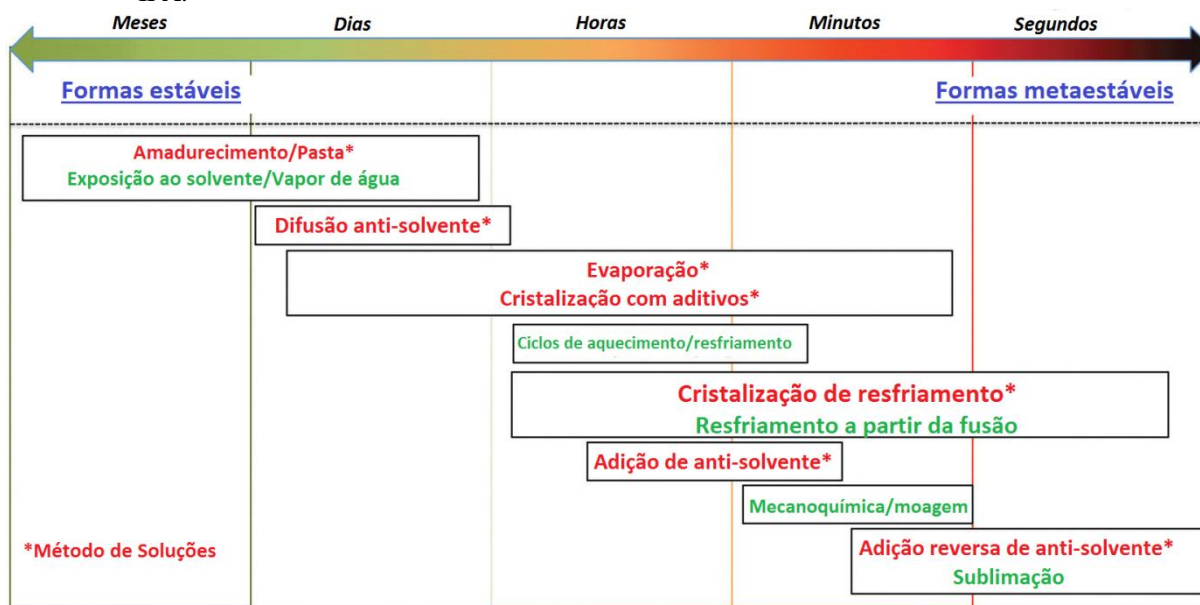 Meses Dias Horas Minutos Segundos
Formas estáveis Formas metaestáveis
Amadurecimento/Pasta*
Exposição ao solvente/Vapor de água
Difusão anti-solvente*
Evaporação*
Cristalização com aditivos*
Ciclos de aquecimento/resfriamento
Cristalização de resfriamento*
Resfriamento a partir da fusão
Adição de anti-solvente*
Mecanoquímica/moagem
*Método de Soluções
Adição reversa de anti-solvente*
Sublimação